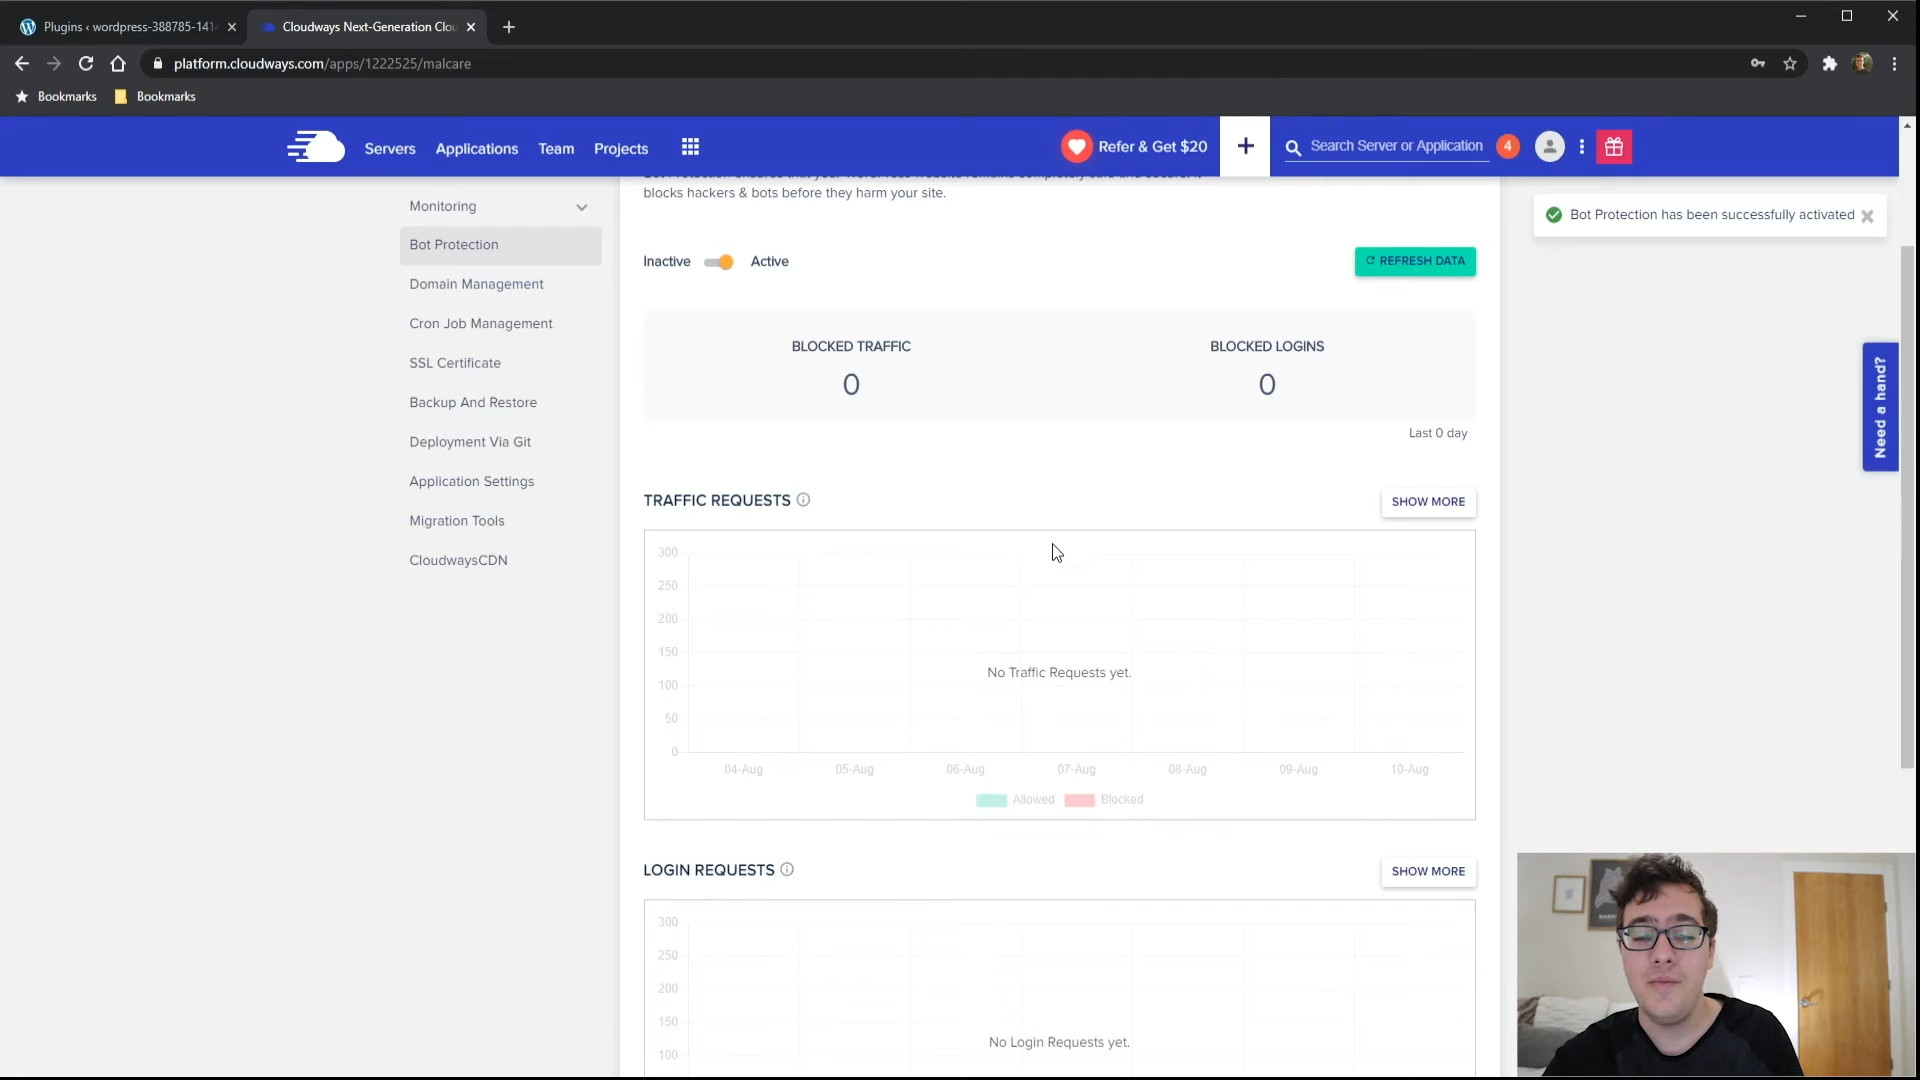 Plugins ‹ wordpress-388785-141
Cloudways Next-Generation Clou
platform.cloudways.com/apps/1222525/malcare
Bookmarks
Bookmarks
Servers
Applications
Team
Projects
Refer & Get $20
+
Search Server or Application
4
Monitoring
Bot Protection
Domain Management
Cron Job Management
SSL Certificate
Backup And Restore
Deployment Via Git
Application Settings
Migration Tools
CloudwaysCDN
blocks hackers & bots before they harm your site.
Bot Protection has been successfully activated
Inactive
Active
REFRESH DATA
BLOCKED TRAFFIC
0
BLOCKED LOGINS
0
Last 0 day
Need a hand?
TRAFFIC REQUESTS
SHOW MORE
300
250
200
150
100
50
0
No Traffic Requests yet.
04-Aug 05-Aug 06-Aug 07-Aug 08-Aug 09-Aug 10-Aug
Allowed Blocked
LOGIN REQUESTS
SHOW MORE
300
250
200
150
100
No Login Requests yet.